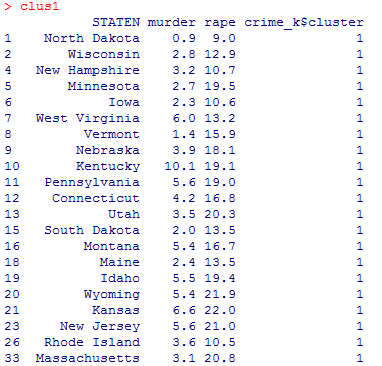 > clus1
STATEN murder rape crime_k$cluster
1 North Dakota 0.9 9.0 1
2 Wisconsin 2.8 12.9 1
4 New Hampshire 3.2 10.7 1
5 Minnesota 2.7 19.5 1
6 Iowa 2.3 10.6 1
7 West Virginia 6.0 13.2 1
8 Vermont 1.4 15.9 1
9 Nebraska 3.9 18.1 1
10 Kentucky 10.1 19.1 1
11 Pennsylvania 5.6 19.0 1
12 Connecticut 4.2 16.8 1
13 Utah 3.5 20.3 1
15 South Dakota 2.0 13.5 1
16 Montana 5.4 16.7 1
18 Maine 2.4 13.5 1
19 Idaho 5.5 19.4 1
20 Wyoming 5.4 21.9 1
21 Kansas 6.6 22.0 1
23 New Jersey 5.6 21.0 1
26 Rhode Island 3.6 10.5 1
33 Massachusetts 3.1 20.8 1